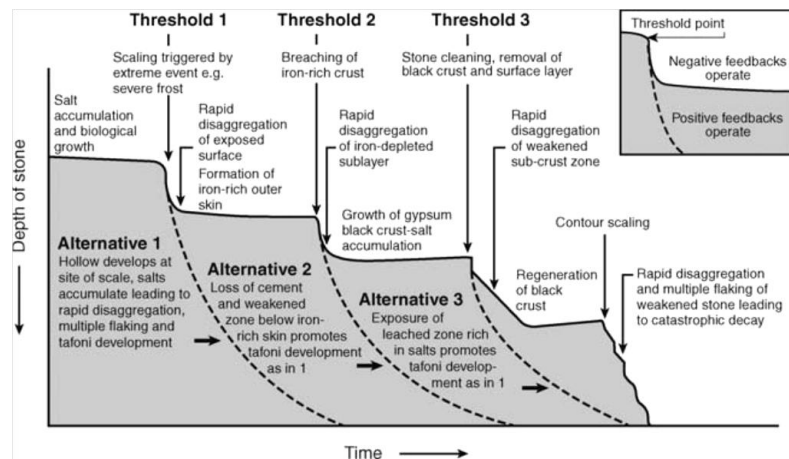 Threshold 1
Scaling triggered by
extreme event e.g.
severe frost
Threshold 2
Breaching of
iron-rich crust
Threshold 3
Stone cleaning, removal of
black crust and surface layer
Threshold point
Negative feedbacks
operate
Positive feedbacks
operate
Salt
accumulation
and biological
growth
Rapid
disaggregation
of exposed
surface
Formation of
iron-rich outer
skin
Rapid
disaggregation
of iron-depleted
sublayer
Growth of gypsum
black crust-salt
accumulation
Rapid
disaggregation
of weakened
sub-crust zone
Contour scaling
Regeneration
of black
crust
Rapid disaggregation
and multiple flaking of
weakened stone leading
to catastrophic decay
Alternative 1
Hollow develops at
site of scale, salts
accumulate leading to
rapid disaggregation,
multiple flaking and
tafoni development
Alternative 2
Loss of cement
and weakened
zone below iron-
rich skin promotes
tafoni development
as in 1
Alternative 3
Exposure of
leached zone rich
in salts promotes
tafoni develop-
ment as in 1
Depth of stone
Time